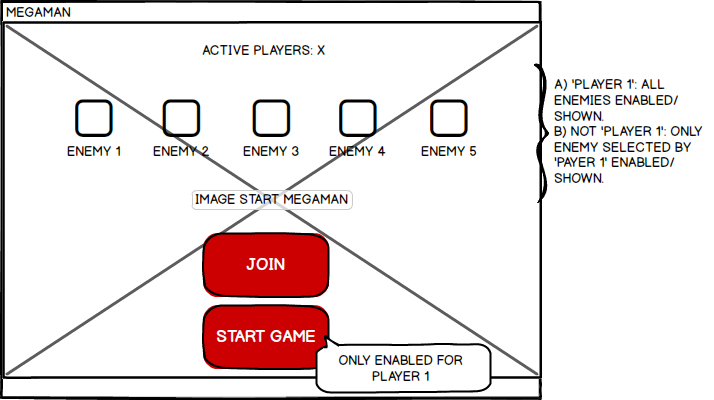 MEGAMAN
ACTIVE PLAYERS: X
ENEMY 1 ENEMY 2 ENEMY 3 ENEMY 4 ENEMY 5
A) 'PLAYER 1': ALL
ENEMIES ENABLED/
SHOWN.
B) NOT 'PLAYER 1': ONLY
ENEMY SELECTED BY
'PAYER 1' ENABLED/
SHOWN.
IMAGE START MEGAMAN
JOIN
START GAME
ONLY ENABLED FOR
PLAYER 1